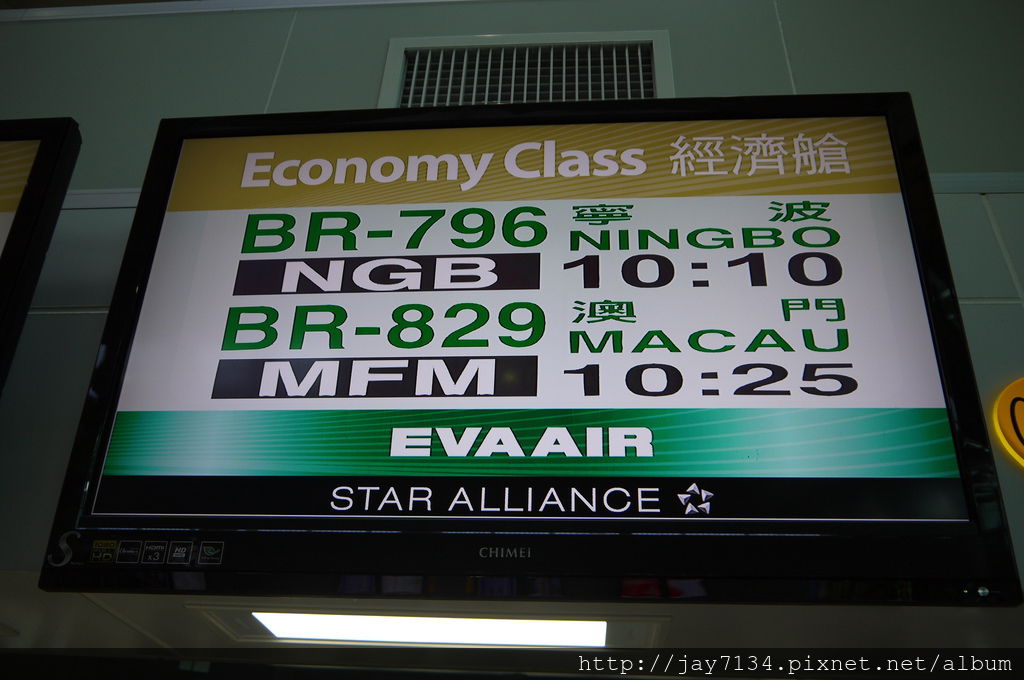 Economy Class 經濟艙
BR-796 寧波
NINGBO
NGB 10:10
BR-829 澳門
MACAU
MFM 10:25
EVA AIR
STAR ALLIANCE
CHIMEI
http://jay7134.pixnet.net/album